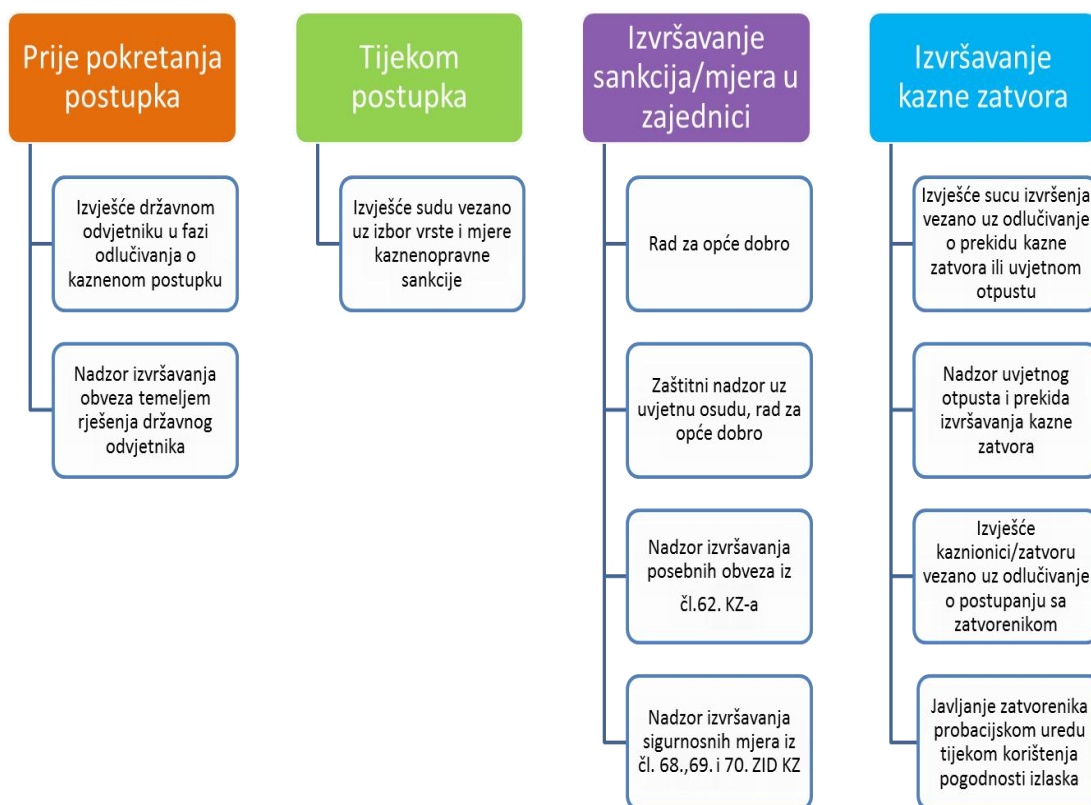 Prije pokretanja
postupka
Izvješće državnom
odvjetniku u fazi
odlučivanja o
kaznenom postupku
Nadzor izvršavanja
obveza temeljem
rješenja državnog
odvjetnika
Tijekom
postupka
Izvješće sudu vezano
uz izbor vrste i mjere
kaznenopravne
sankcije
Izvršavanje
sankcija/mjera u
zajednici
Rad za opće dobro
Zaštitni nadzor uz
uvjetnu osudu, rad za
opće dobro
Nadzor izvršavanja
posebnih obveza iz
čl.62. KZ-a
Nadzor izvršavanja
sigurnosnih mjera iz
čl. 68.,69. i 70. ZID KZ
Izvršavanje
kazne zatvora
Izvješće sucu izvršenja
vezano uz odlučivanje
o prekidu kazne
zatvora ili uvjetnom
otpustu
Nadzor uvjetnog
otpusta i prekida
izvršavanja kazne
zatvora
Izvješće
kaznionici/zatvoru
vezano uz odlučivanje
o postupanju sa
zatvorenikom
Javljanje zatvorenika
probacijskom uredu
tijekom korištenja
pogodnosti izlaska